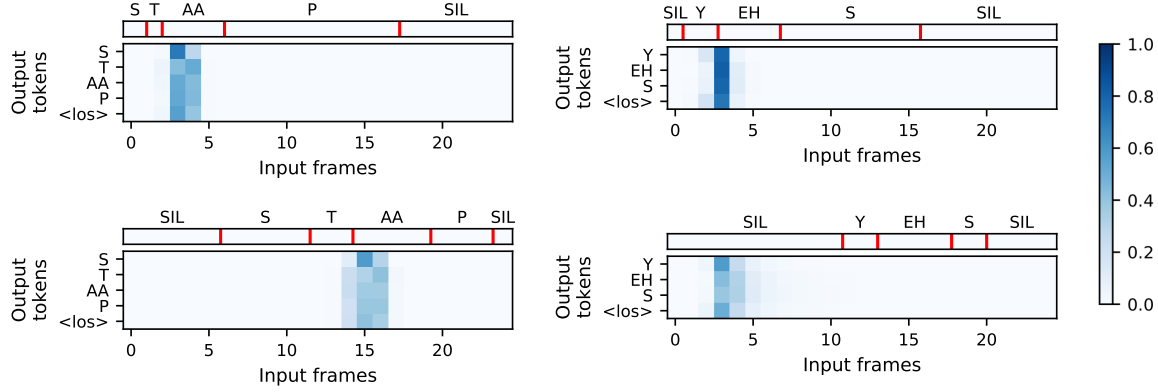 S T AA P SIL
S
T
AA
P
<los>
Output
tokens
0 5 10 15 20
Input frames
SIL Y EH S SIL
Y
EH
S
<los>
Output
tokens
0 5 10 15 20
Input frames
SIL S T AA P SIL
S
T
AA
P
<los>
Output
tokens
0 5 10 15 20
Input frames
SIL Y EH S SIL
Y
EH
S
<los>
Output
tokens
0 5 10 15 20
Input frames
1.0
0.8
0.6
0.4
0.2
0.0